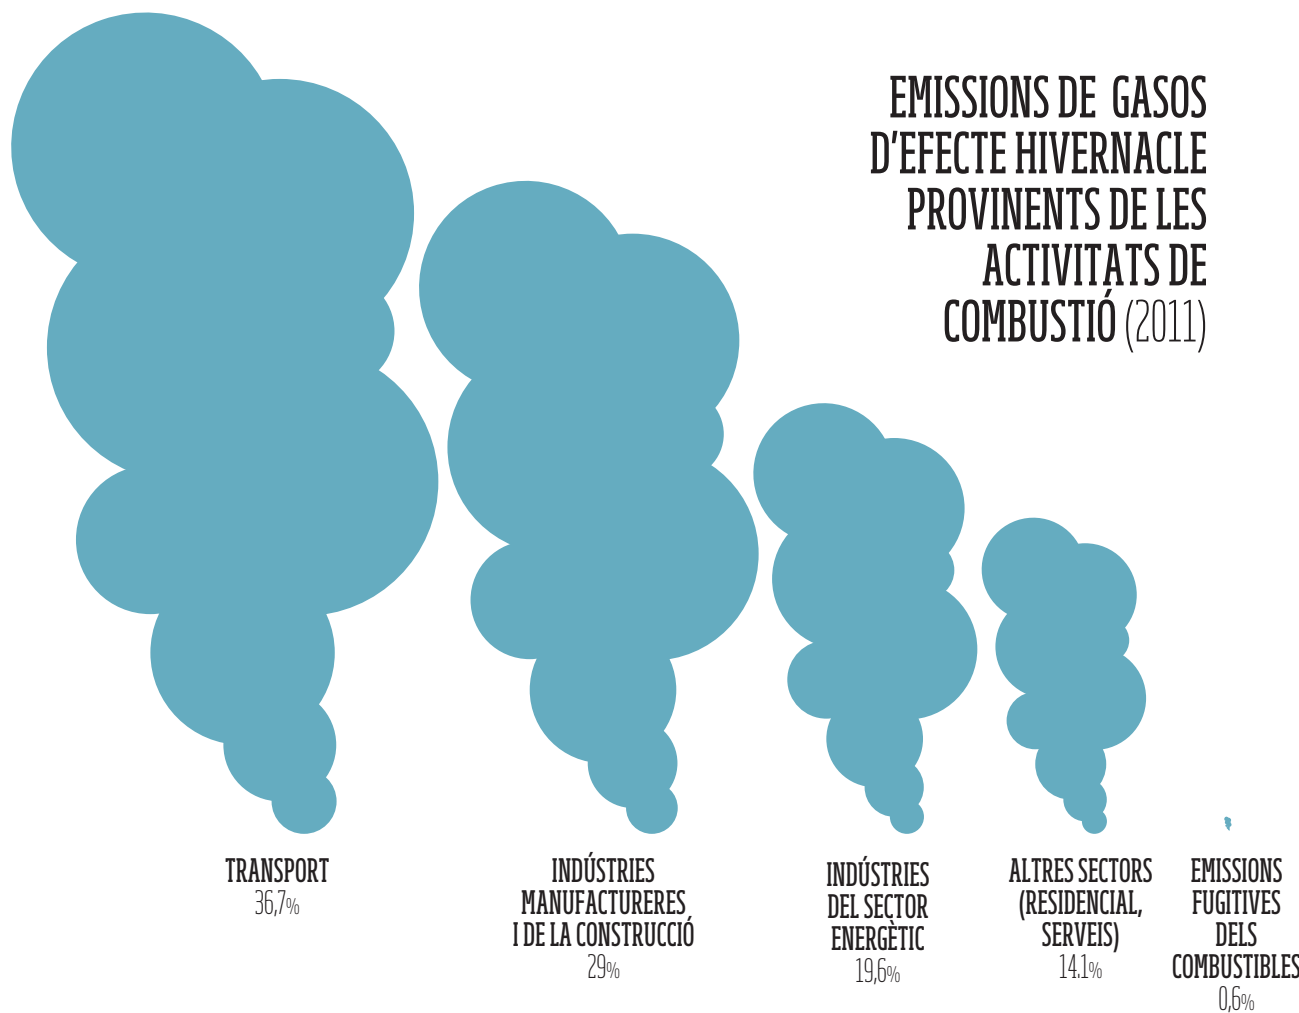 EMISSIONS DE GASOS
D'EFECTE HIVERNACLE
PROVINENTS DE LES
ACTIVITATS DE
COMBUSTIÓ (2011)
TRANSPORT
36,7%
INDÚSTRIES
MANUFACTURERES
I DE LA CONSTRUCCIÓ
29%
INDÚSTRIES
DEL SECTOR
ENERGÈTIC
19,6%
ALTRES SECTORS
(RESIDENCIAL,
SERVEIS)
14.1%
EMISSIONS
FUGITIVES
DELS
COMBUSTIBLES
0,6%